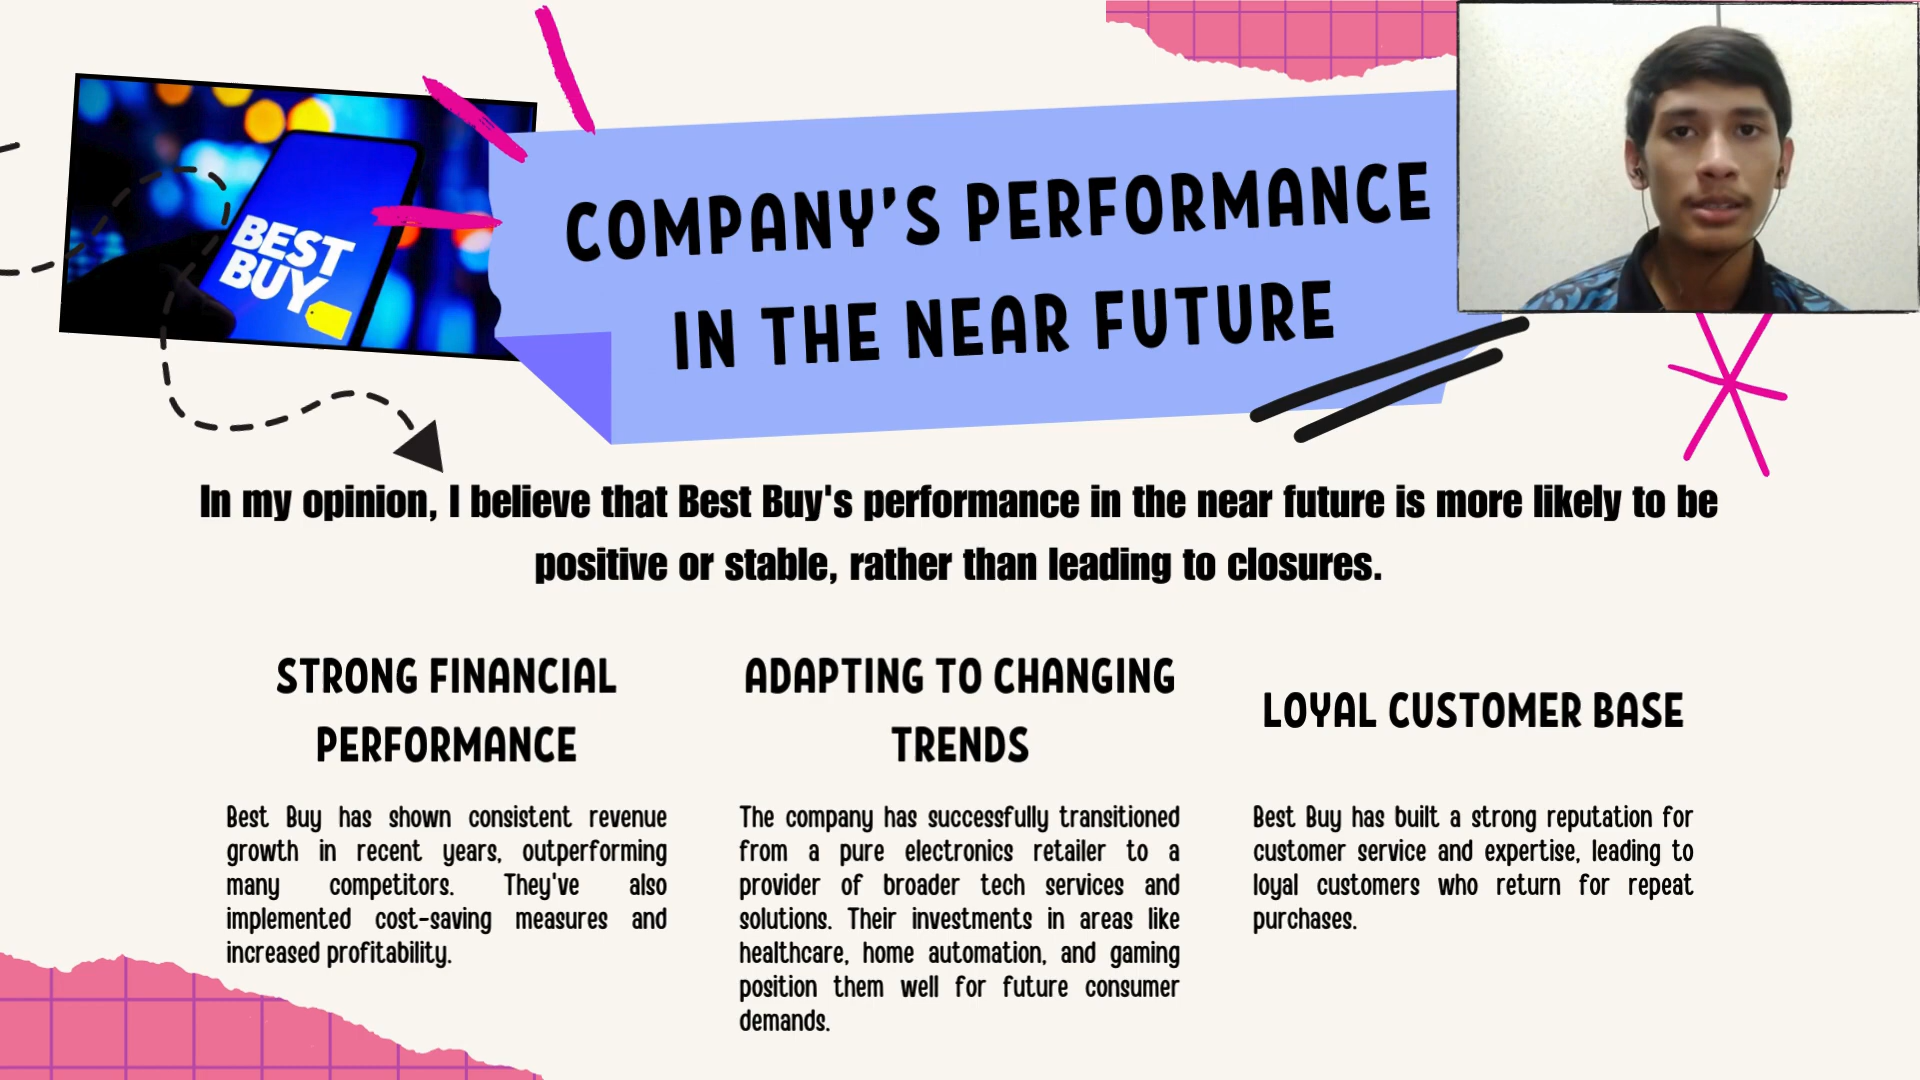 BEST
BUY
COMPANY'S PERFORMANCE
IN THE NEAR FUTURE
In my opinion, I believe that Best Buy's performance in the near future is more likely to be
positive or stable, rather than leading to closures.
STRONG FINANCIAL
PERFORMANCE
Best Buy has shown consistent revenue
growth in recent years, outperforming
many competitors. They've also
implemented cost-saving measures and
increased profitability.
ADAPTING TO CHANGING
TRENDS
The company has successfully transitioned
from a pure electronics retailer to a
provider of broader tech services and
solutions. Their investments in areas like
healthcare, home automation, and gaming
position them well for future consumer
demands.
LOYAL CUSTOMER BASE
Best Buy has built a strong reputation for
customer service and expertise, leading to
loyal customers who return for repeat
purchases.